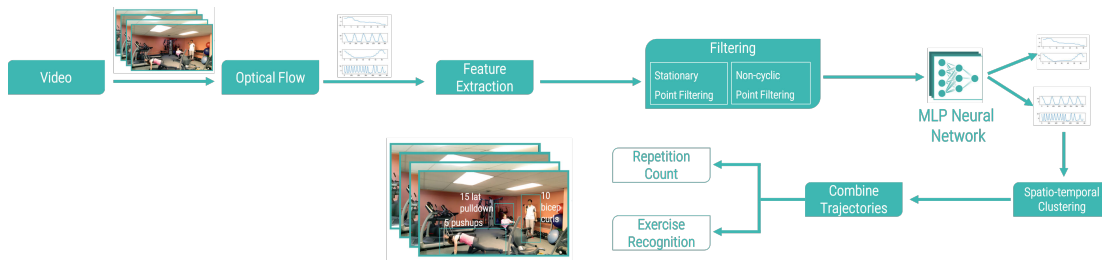 Video
Optical Flow
Feature
Extraction
Filtering
Stationary
Point Filtering
Non-cyclic
Point Filtering
MLP Neural
Network
Spatio-temporal
Clustering
Combine
Trajectories
Repetition
Count
Exercise
Recognition
15 lat
pulldown
5 pushups
10
bicep
curls